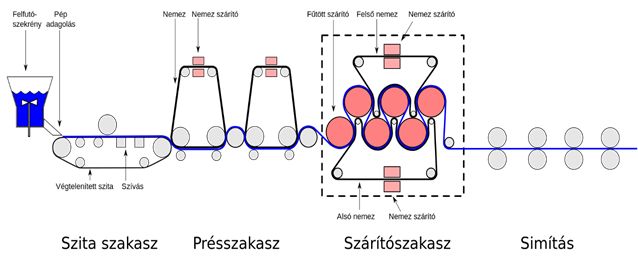 Felfutó-
szekrény
Pép
adagolás
Nemez
Nemez szárító
Fűtött szárító
Felső nemez
Nemez szárító
Végtelenített szita
Szívás
Alsó nemez
Nemez szárító
Szita szakasz
Présszakasz
Szárítószakasz
Simítás